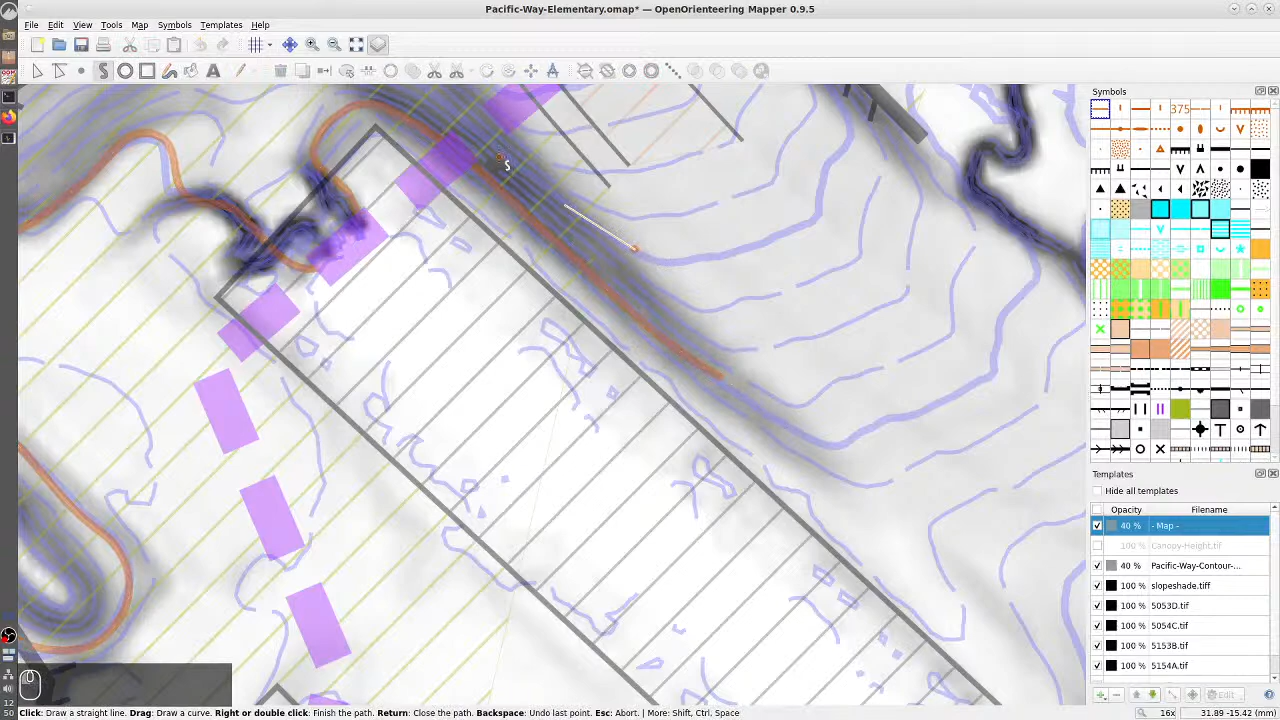 Pacific-Way-Elementary.omap* — OpenOrienteering Mapper 0.9.5
File Edit View Tools Map Symbols Templates Help
Symbols
375
Templates
Hide all templates
Opacity Filename
40 % - Map -
100 % Canopy-Height.tif
40 % Pacific-Way-Contour-...
100 % slopeshade.tiff
100 % 5053D.tif
100 % 5054C.tif
100 % 5153B.tif
100 % 5154A.tif
Edit
12
50
Click: Draw a straight line. Drag: Draw a curve. Right or double click: Finish the path. Return: Close the path. Backspace: Undo last point. Esc: Abort. | More: Shift, Ctrl, Space
16x
31.89 -15.42 (mm)